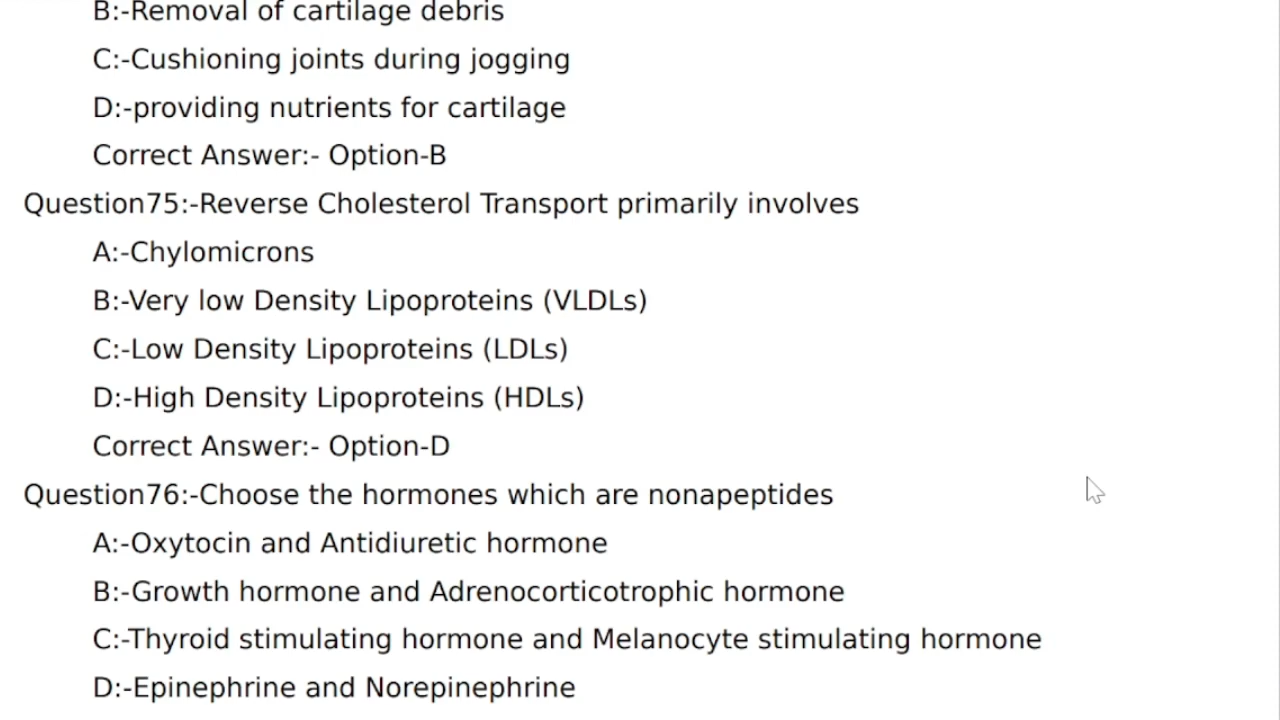 B:-Removal of cartilage debris
C:-Cushioning joints during jogging
D:-providing nutrients for cartilage
Correct Answer:- Option-B
Question75:-Reverse Cholesterol Transport primarily involves
A:-Chylomicrons
B:-Very low Density Lipoproteins (VLDLs)
C:-Low Density Lipoproteins (LDLs)
D:-High Density Lipoproteins (HDLs)
Correct Answer:- Option-D
Question76:-Choose the hormones which are nonapeptides
A:-Oxytocin and Antidiuretic hormone
B:-Growth hormone and Adrenocorticotrophic hormone
C:-Thyroid stimulating hormone and Melanocyte stimulating hormone
D:-Epinephrine and Norepinephrine